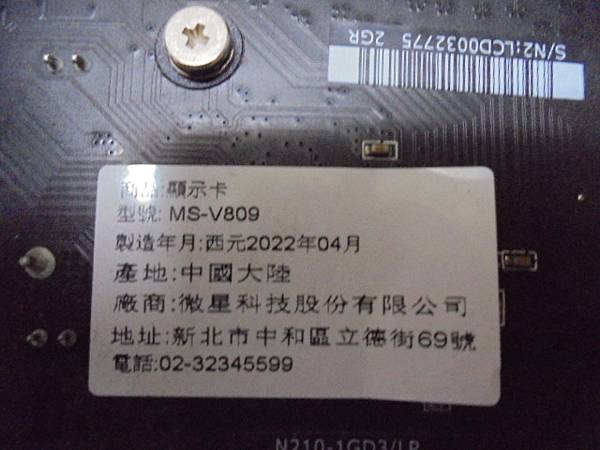 S/N2:LCD0032775 2GR
商品:顯示卡
型號: MS-V809
製造年月:西元2022年04月
產地:中國大陸
廠商:微星科技股份有限公司
地址:新北市中和區立德街69號
電話:02-32345599
N210-1GD3/LP